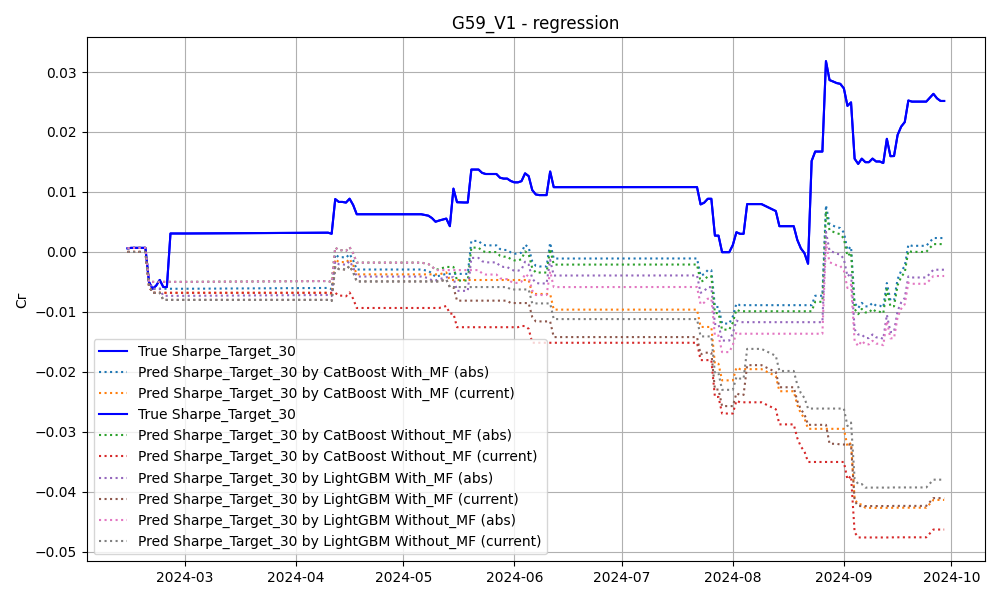 G59_V1 - regression
0.03
0.02
0.01
0.00
−0.01
−0.02
−0.03
−0.04
−0.05
Cr
True Sharpe_Target_30
Pred Sharpe_Target_30 by CatBoost With_MF (abs)
Pred Sharpe_Target_30 by CatBoost With_MF (current)
True Sharpe_Target_30
Pred Sharpe_Target_30 by CatBoost Without_MF (abs)
Pred Sharpe_Target_30 by CatBoost Without_MF (current)
Pred Sharpe_Target_30 by LightGBM With_MF (abs)
Pred Sharpe_Target_30 by LightGBM With_MF (current)
Pred Sharpe_Target_30 by LightGBM Without_MF (abs)
Pred Sharpe_Target_30 by LightGBM Without_MF (current)
2024-03 2024-04 2024-05 2024-06 2024-07 2024-08 2024-09 2024-10